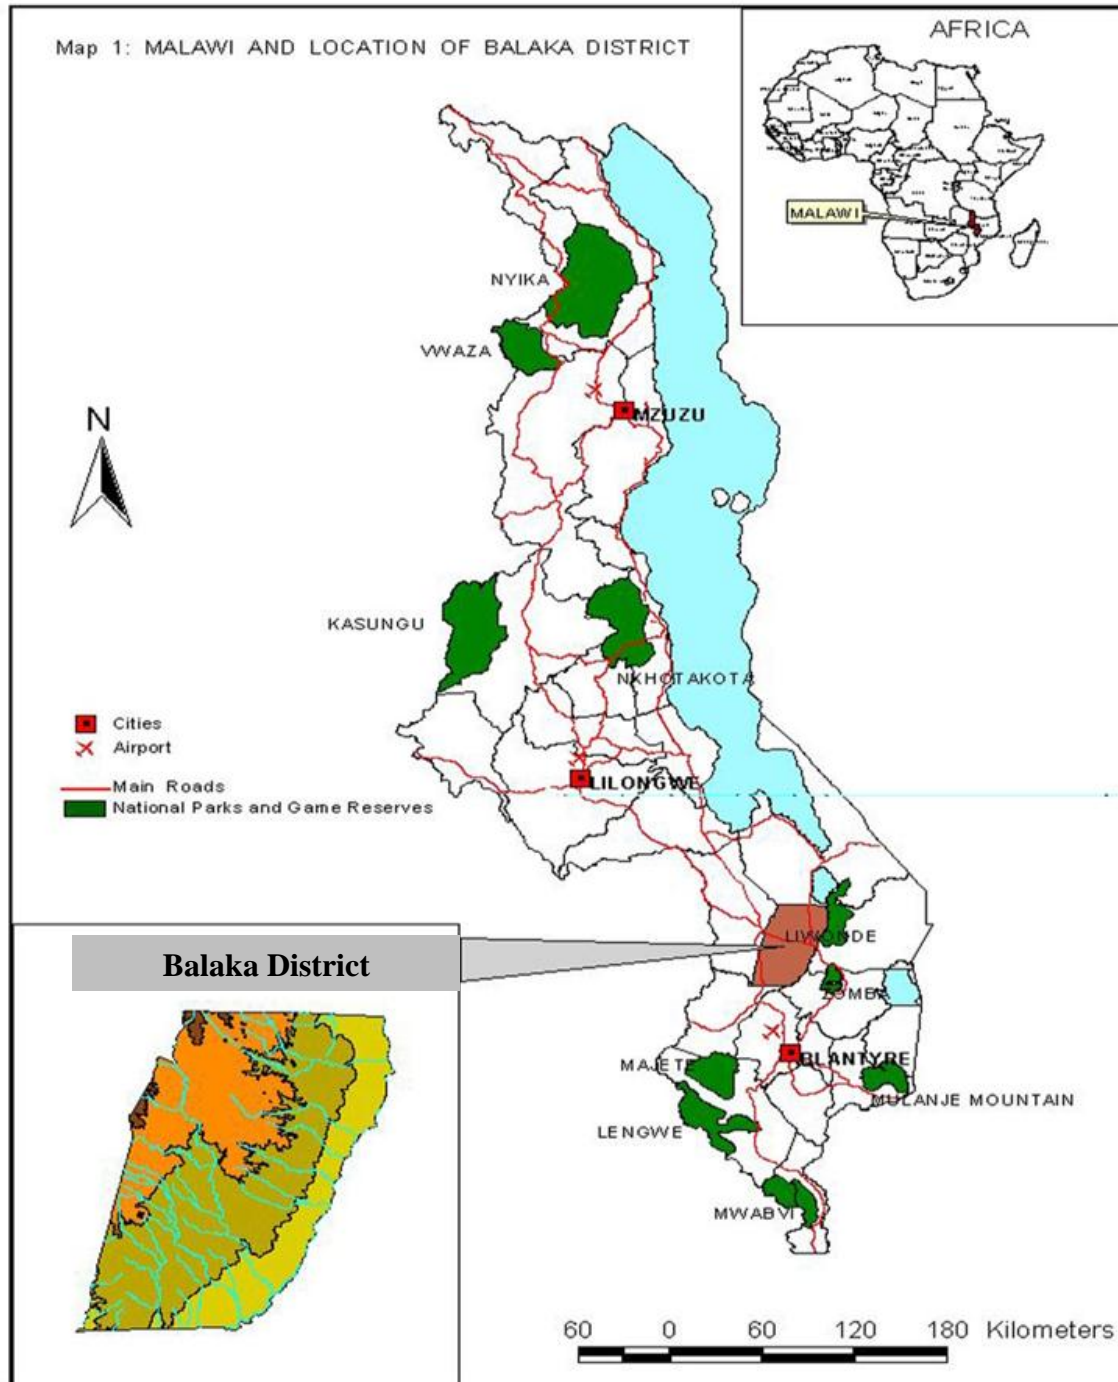 Map 1: MALAWI AND LOCATION OF BALAKA DISTRICT
AFRICA
MALAWI
NYIKA
VWAZA
MZUZU
N
KASUNGU
NKHOTAKOTA
Cities
Airport
Main Roads
National Parks and Game Reserves
LILONGWE
Balaka District
LIWONDE
ZOMBA
BLANTYRE
MAJETE
MULANJE MOUNTAIN
LENGWE
MWABVI
60 0 60 120 180 Kilometers